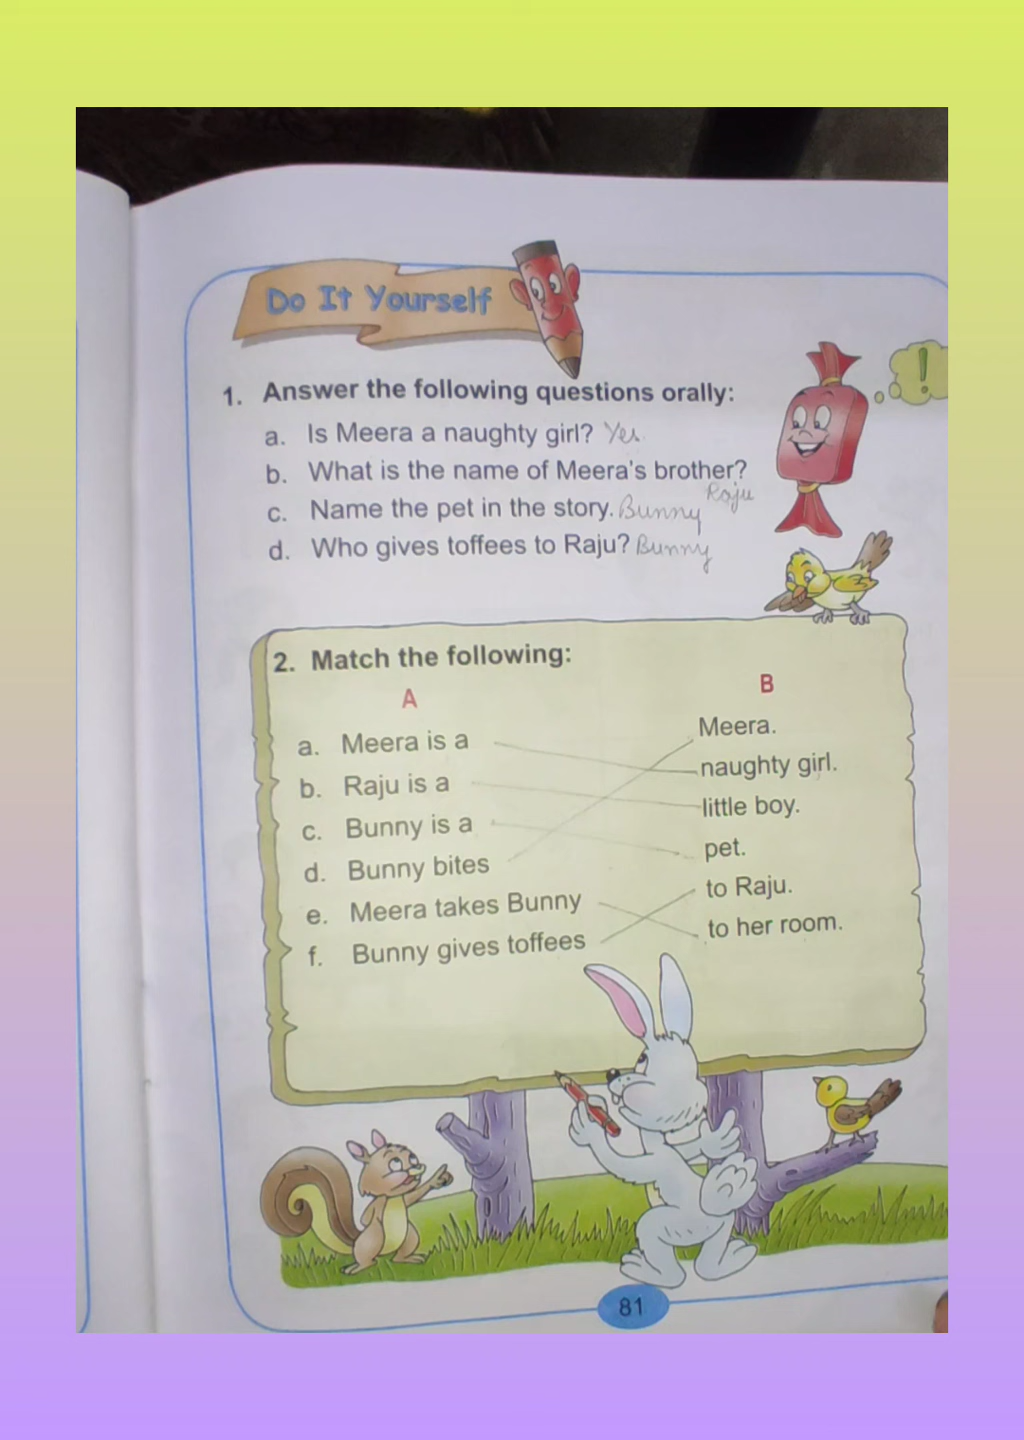 Do It Yourself
!
1. Answer the following questions orally:
a. Is Meera a naughty girl? Yes
b. What is the name of Meera's brother?
Raju
c. Name the pet in the story. Bunny
d. Who gives toffees to Raju? Bunny
2. Match the following:
A B
a. Meera is a Meera.
b. Raju is a naughty girl.
c. Bunny is a little boy.
d. Bunny bites pet.
e. Meera takes Bunny to Raju.
f. Bunny gives toffees to her room.
81